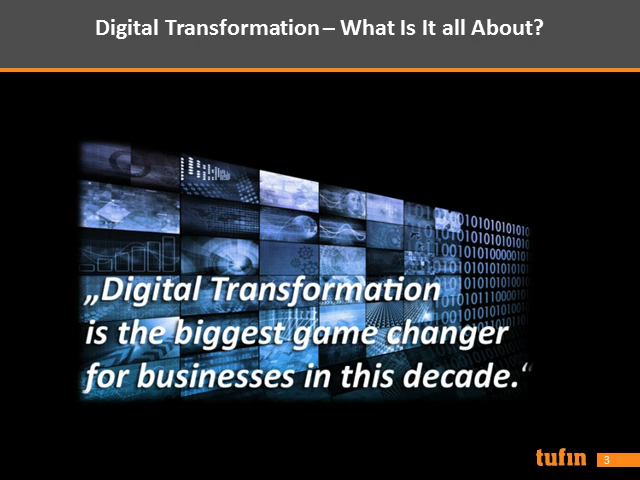 Digital Transformation – What Is It all About?
„Digital Transformation
is the biggest game changer
for businesses in this decade.“
tufin
3